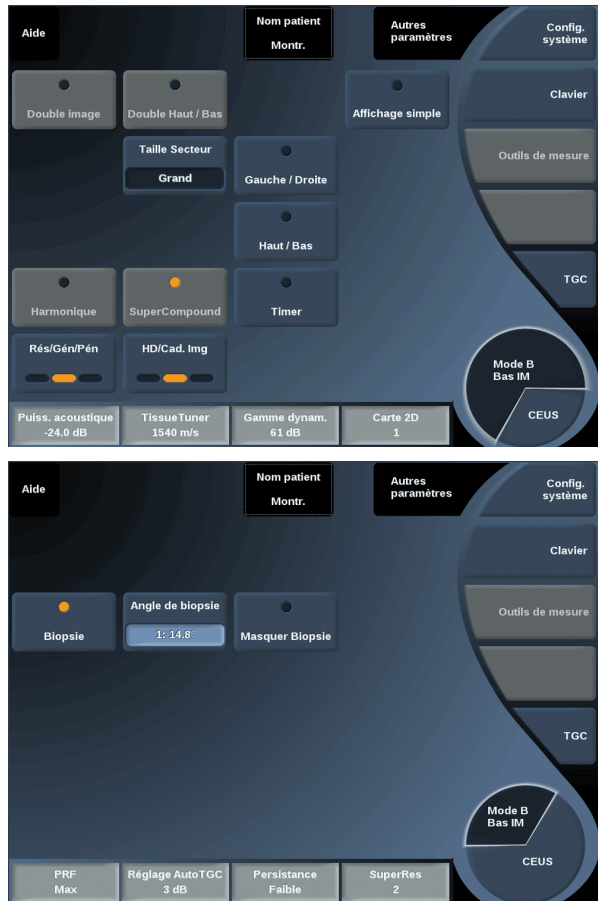 Aide
Nom patient
Montr.
Autres
paramètres
Config.
système
Double image
Double Haut / Bas
Affichage simple
Clavier
Taille Secteur
Grand
Gauche / Droite
Outils de mesure
Haut / Bas
Harmonique
SuperCompound
Timer
TGC
Rés/Gén/Pén
HD/Cad. Img
Mode B
Bas IM
CEUS
Puiss. acoustique
-24.0 dB
TissueTuner
1540 m/s
Gamme dynam.
61 dB
Carte 2D
1
Aide
Nom patient
Montr.
Autres
paramètres
Config.
système
Clavier
Biopsie
Angle de biopsie
1: 14.8°
Masquer Biopsie
Outils de mesure
TGC
Mode B
Bas IM
CEUS
PRF
Max
Réglage AutoTGC
3 dB
Persistance
Faible
SuperRes
2